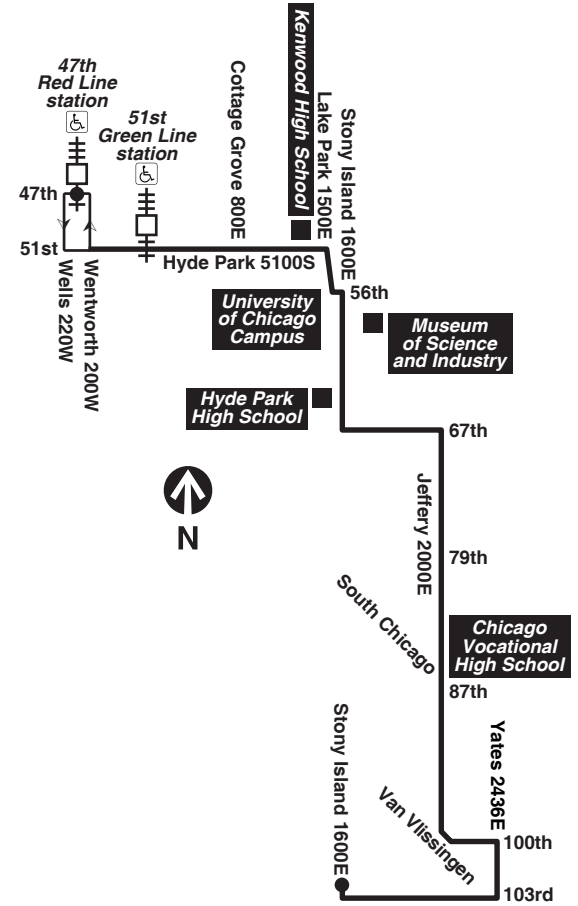 47th
Red Line
station
51st
Green Line
station
Cottage Grove 800E
Kenwood High School
Lake Park 1500E
Stony Island 1600E
47th
51st
Hyde Park 5100S
Wells 220W
Wentworth 200W
56th
University
of Chicago
Campus
Museum
of Science
and Industry
Hyde Park
High School
67th
N
Jeffery 2000E
79th
South Chicago
Chicago
Vocational
High School
87th
Stony Island 1600E
Yates 2436E
Van Vlissingen
100th
103rd